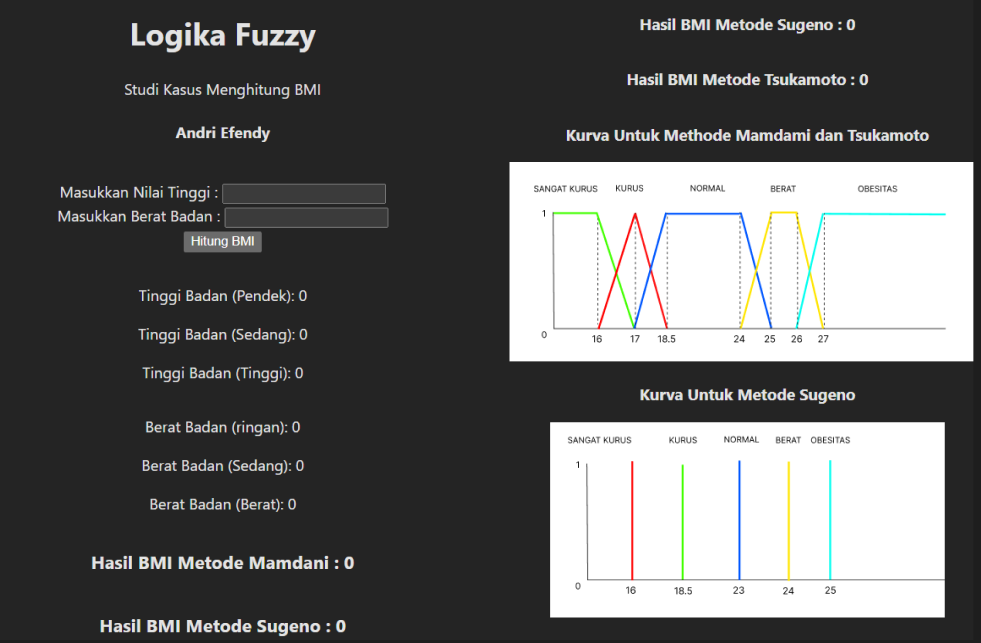 Logika Fuzzy
Studi Kasus Menghitung BMI
Andri Efendy
Masukkan Nilai Tinggi :
Masukkan Berat Badan :
Hitung BMI
Tinggi Badan (Pendek): 0
Tinggi Badan (Sedang): 0
Tinggi Badan (Tinggi): 0
Berat Badan (ringan): 0
Berat Badan (Sedang): 0
Berat Badan (Berat): 0
Hasil BMI Metode Mamdani : 0
Hasil BMI Metode Sugeno : 0
Hasil BMI Metode Sugeno : 0
Hasil BMI Metode Tsukamoto : 0
Kurva Untuk Methode Mamdami dan Tsukamoto
SANGAT KURUS KURUS NORMAL BERAT OBESITAS
1
0
16 17 18.5 24 25 26 27
Kurva Untuk Metode Sugeno
SANGAT KURUS KURUS NORMAL BERAT OBESITAS
1
0
16 18.5 23 24 25